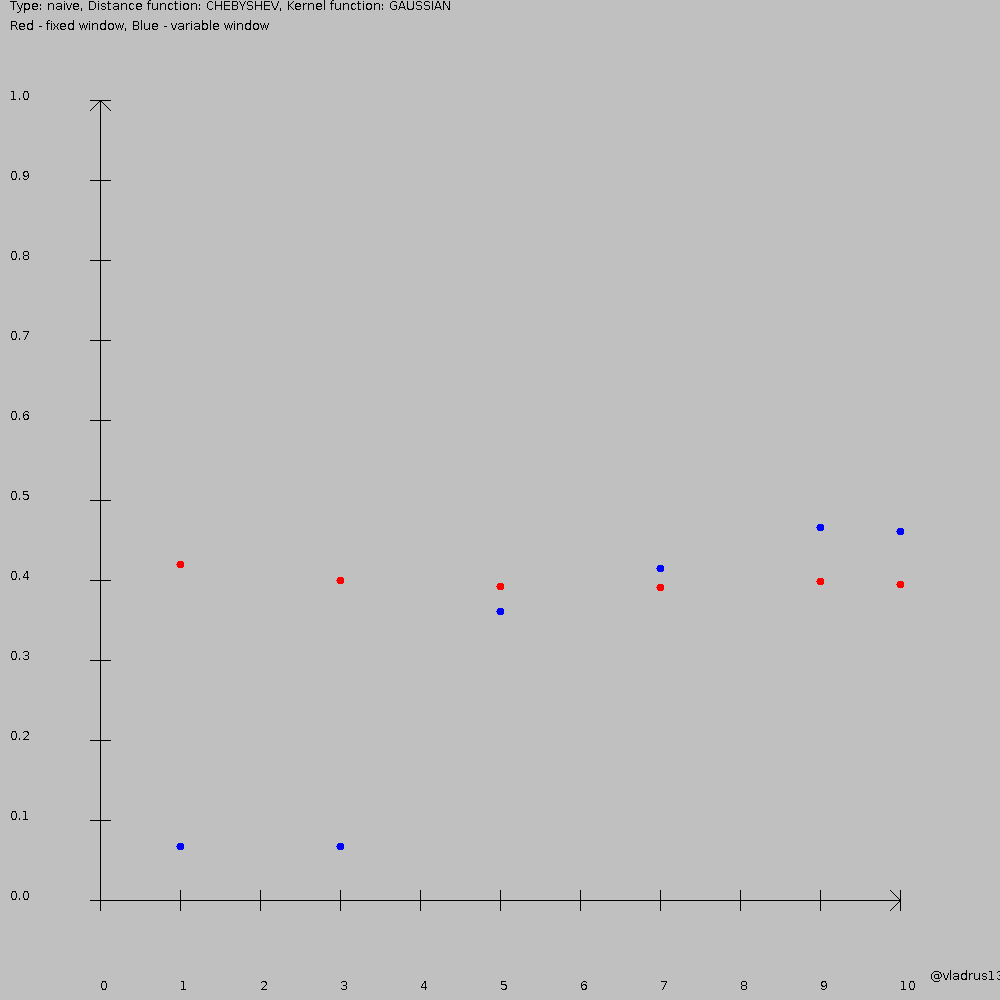 Type: naive, Distance function: CHEBYSHEV, Kernel function: GAUSSIAN
Red - fixed window, Blue - variable window
1.0
0.9
0.8
0.7
0.6
0.5
0.4
0.3
0.2
0.1
0.0
0 1 2 3 4 5 6 7 8 9 10
@vladrus13